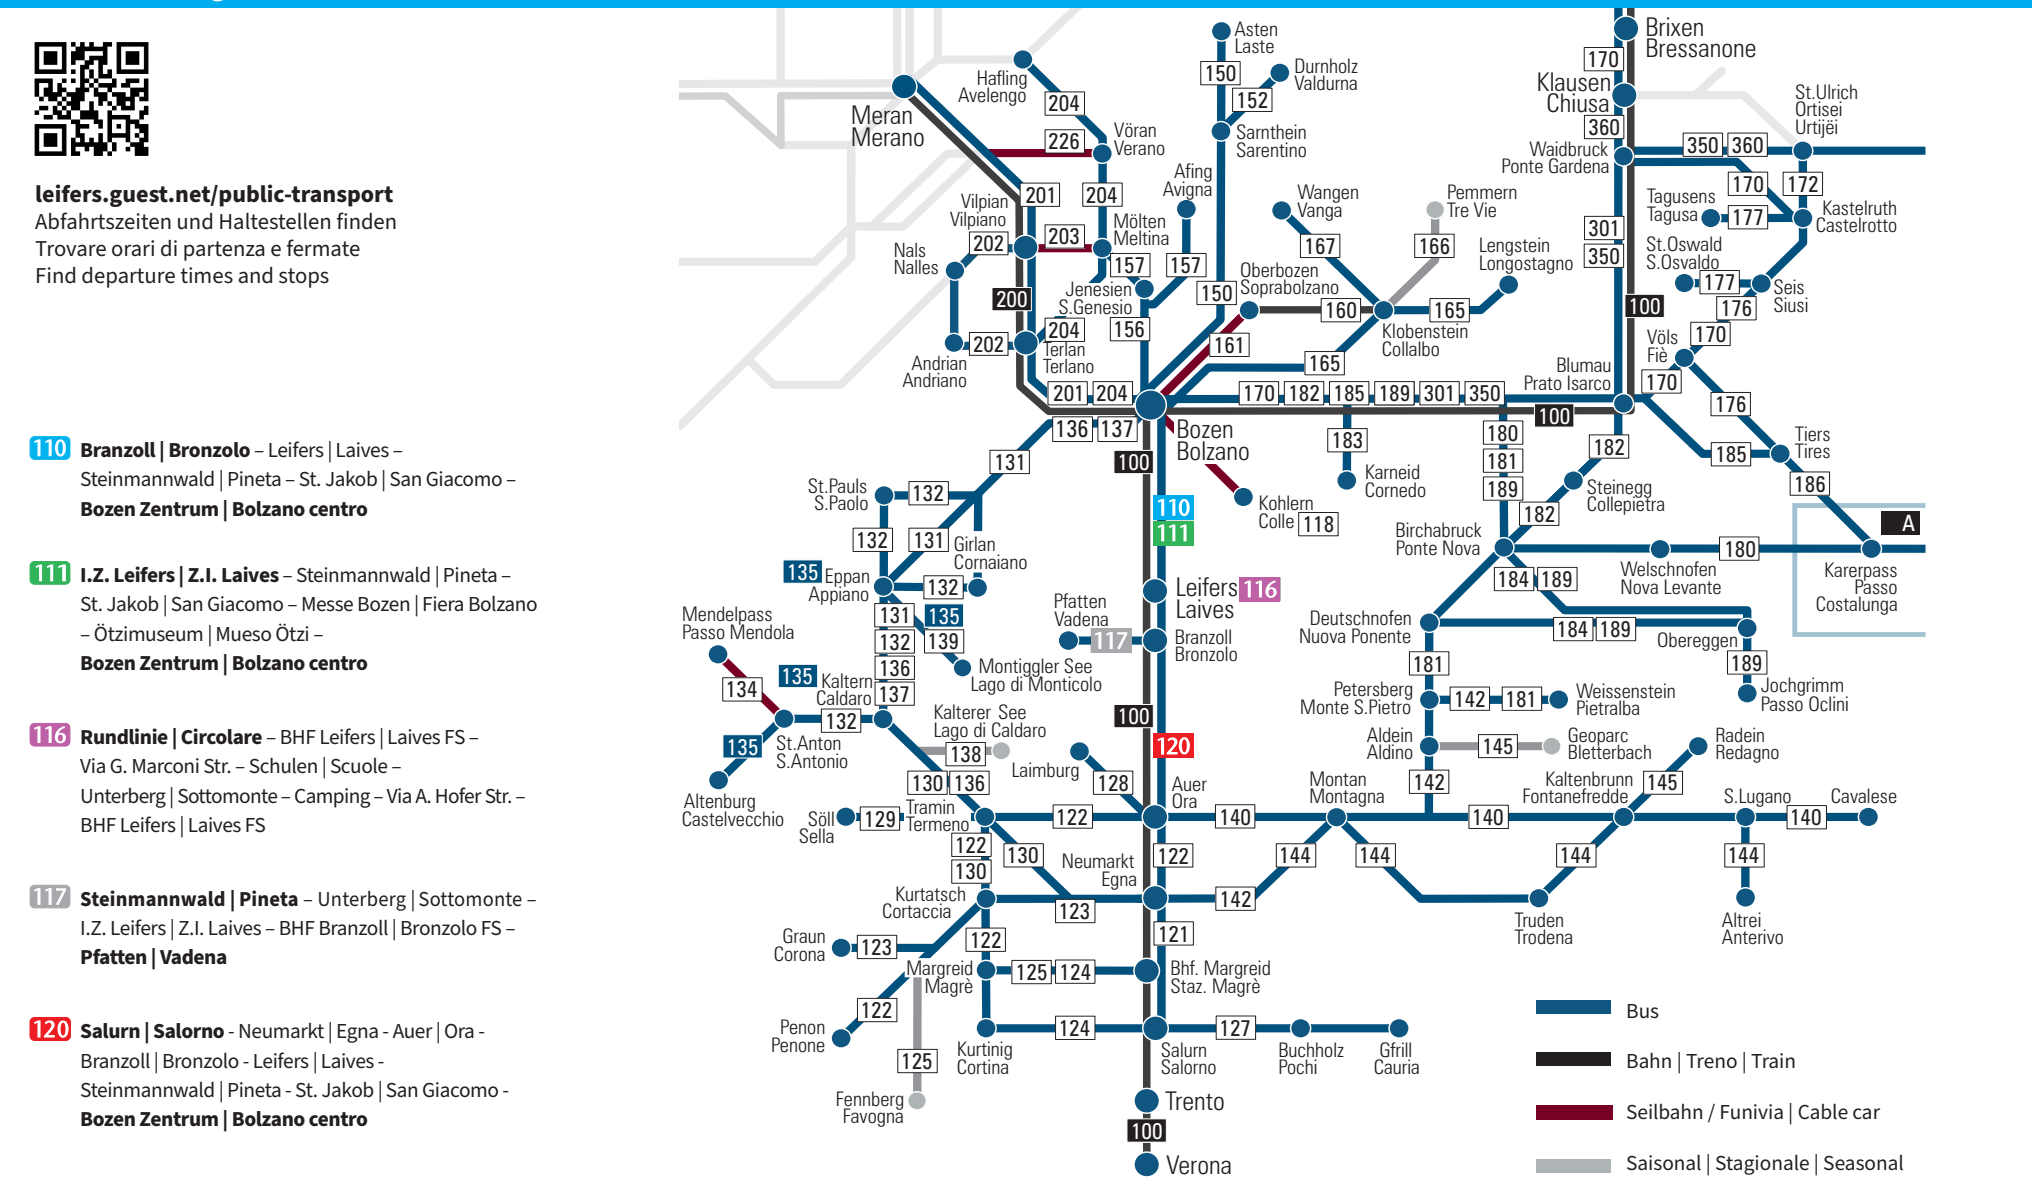 leifers.guest.net/public-transport
Abfahrtszeiten und Haltestellen finden
Trovare orari di partenza e fermate
Find departure times and stops
110 Branzoll | Bronzolo – Leifers | Laives –
Steinmannwald | Pineta – St. Jakob | San Giacomo –
Bozen Zentrum | Bolzano centro
111 I.Z. Leifers | Z.I. Laives – Steinmannwald | Pineta –
St. Jakob | San Giacomo – Messe Bozen | Fiera Bolzano
– Ötzimuseum | Mueso Ötzi –
Bozen Zentrum | Bolzano centro
116 Rundlinie | Circolare – BHF Leifers | Laives FS –
Via G. Marconi Str. – Schulen | Scuole –
Unterberg | Sottomonte – Camping – Via A. Hofer Str. –
BHF Leifers | Laives FS
117 Steinmannwald | Pineta – Unterberg | Sottomonte –
I.Z. Leifers | Z.I. Laives – BHF Branzoll | Bronzolo FS –
Pfatten | Vadena
120 Salurn | Salorno - Neumarkt | Egna - Auer | Ora -
Branzoll | Bronzolo - Leifers | Laives -
Steinmannwald | Pineta - St. Jakob | San Giacomo -
Bozen Zentrum | Bolzano centro
Meran
Merano
Hafling
Avelengo
204
226
Vöran
Verano
201
204
Vilpian
Vilpiano
202
203
Mölten
Meltina
Nals
Nalles
200
157
157
Afing
Avigna
Jenesien
S.Genesio
204
156
202
Terlan
Terlano
Andrian
Andriano
201
204
Asten
Laste
150
Durnholz
Valdurna
152
Sarnthein
Sarentino
150
Wangen
Vanga
167
Pemmern
Tre Vie
166
Lengstein
Longostagno
Oberbozen
Soprabolzano
160
165
Klobenstein
Collalbo
161
165
Brixen
Bressanone
170
Klausen
Chiusa
360
Waidbruck
Ponte Gardena
350 360
St.Ulrich
Ortisei
Urtijëi
170
172
Tagusens
Tagusa
177
Kastelruth
Castelrotto
301
350
St.Oswald
S.Osvaldo
177
Seis
Siusi
176
100
170
Völs
Fiè
170
176
Blumau
Prato Isarco
170 182 185 189 301 350
100
136 137
Bozen
Bolzano
131
100
183
Karneid
Cornedo
180
181
189
182
Steinegg
Collepietra
182
185
Tiers
Tires
186
A
Kohlern
Colle 118
110
111
St.Pauls
S.Paolo
132
132
131
Girlan
Cornaiano
135 Eppan
Appiano
132
131
135
132
139
136
137
Montiggler See
Lago di Monticolo
Birchabruck
Ponte Nova
180
Welschnofen
Nova Levante
Karerpass
Passo
Costalunga
184 189
184 189
Obereggen
189
Jochgrimm
Passo Oclini
Deutschnofen
Nuova Ponente
181
Leifers
Laives
116
Pfatten
Vadena
117
Branzoll
Bronzolo
Mendelpass
Passo Mendola
134
135
Kaltern
Caldaro
132
135
St.Anton
S.Antonio
Altenburg
Castelvecchio
Kalterer See
Lago di Caldaro
138
130 136
100
120
Laimburg
128
Petersberg
Monte S.Pietro
142 181
Weissenstein
Pietralba
Aldein
Aldino
145
Geoparc
Bletterbach
142
Radein
Redagno
145
Söll
Sella
129
Tramin
Termeno
122
Auer
Ora
140
Montan
Montagna
140
Kaltenbrunn
Fontanefredde
S.Lugano
140
Cavalese
122
130
130
Neumarkt
Egna
122
144
144
144
144
Kurtatsch
Cortaccia
123
142
Truden
Trodena
Altrei
Anterivo
Graun
Corona
123
122
121
Margreid
Magrè
125 124
Bhf. Margreid
Staz. Magrè
122
Penon
Penone
124
127
Kurtinig
Cortina
Salurn
Salorno
Buchholz
Pochi
Gfrill
Cauria
125
Fennberg
Favogna
Trento
100
Verona
Bus
Bahn | Treno | Train
Seilbahn / Funivia | Cable car
Saisonal | Stagionale | Seasonal